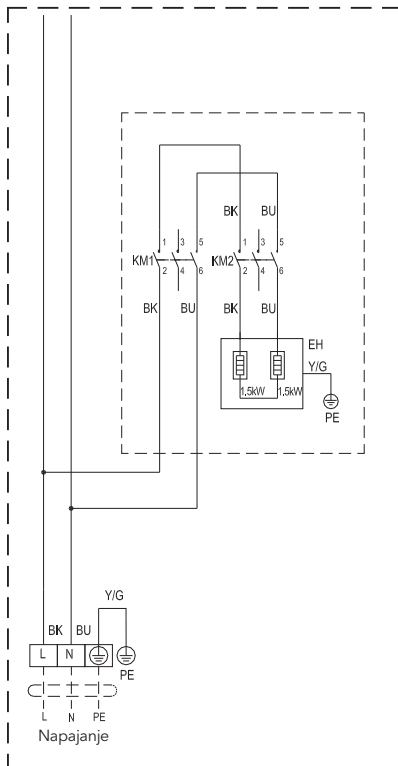 BK BU
1 3 5 1 3 5
KM1 KM2
2 4 6 2 4 6
BK BU BK BU
EH
Y/G
1.5kW 1.5kW
PE
Y/G
BK BU
L N
PE
L N PE
Napajanje